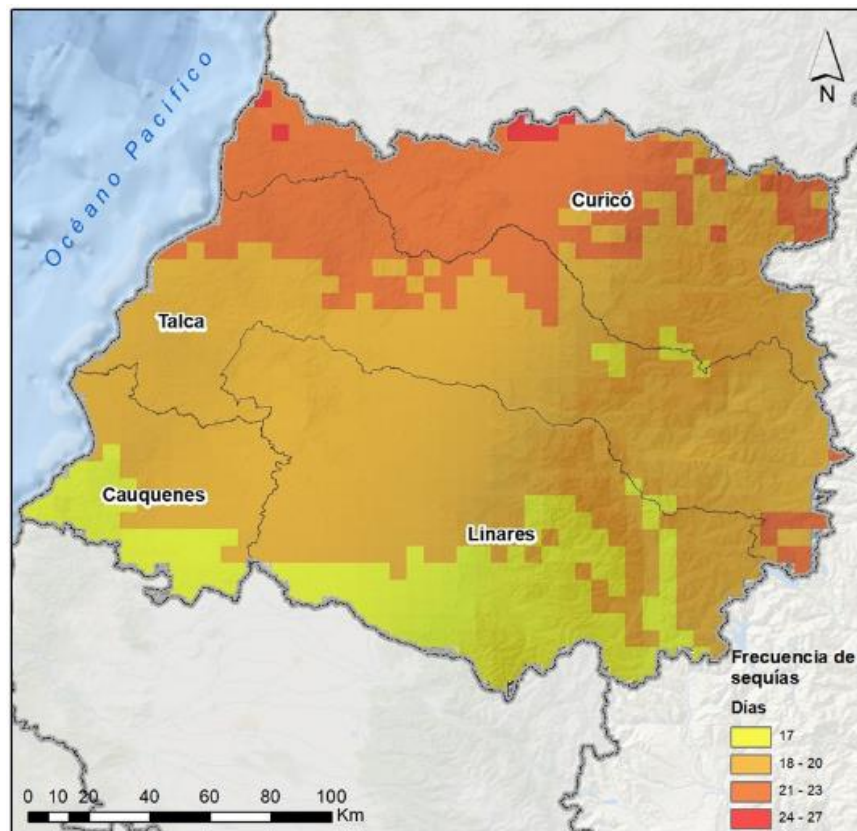 Océano Pacífico
N
Curicó
Talca
Cauquenes
Linares
Frecuencia de
sequías
Días
17
18 - 20
21 - 23
24 - 27
0 10 20 40 60 80 100
Km